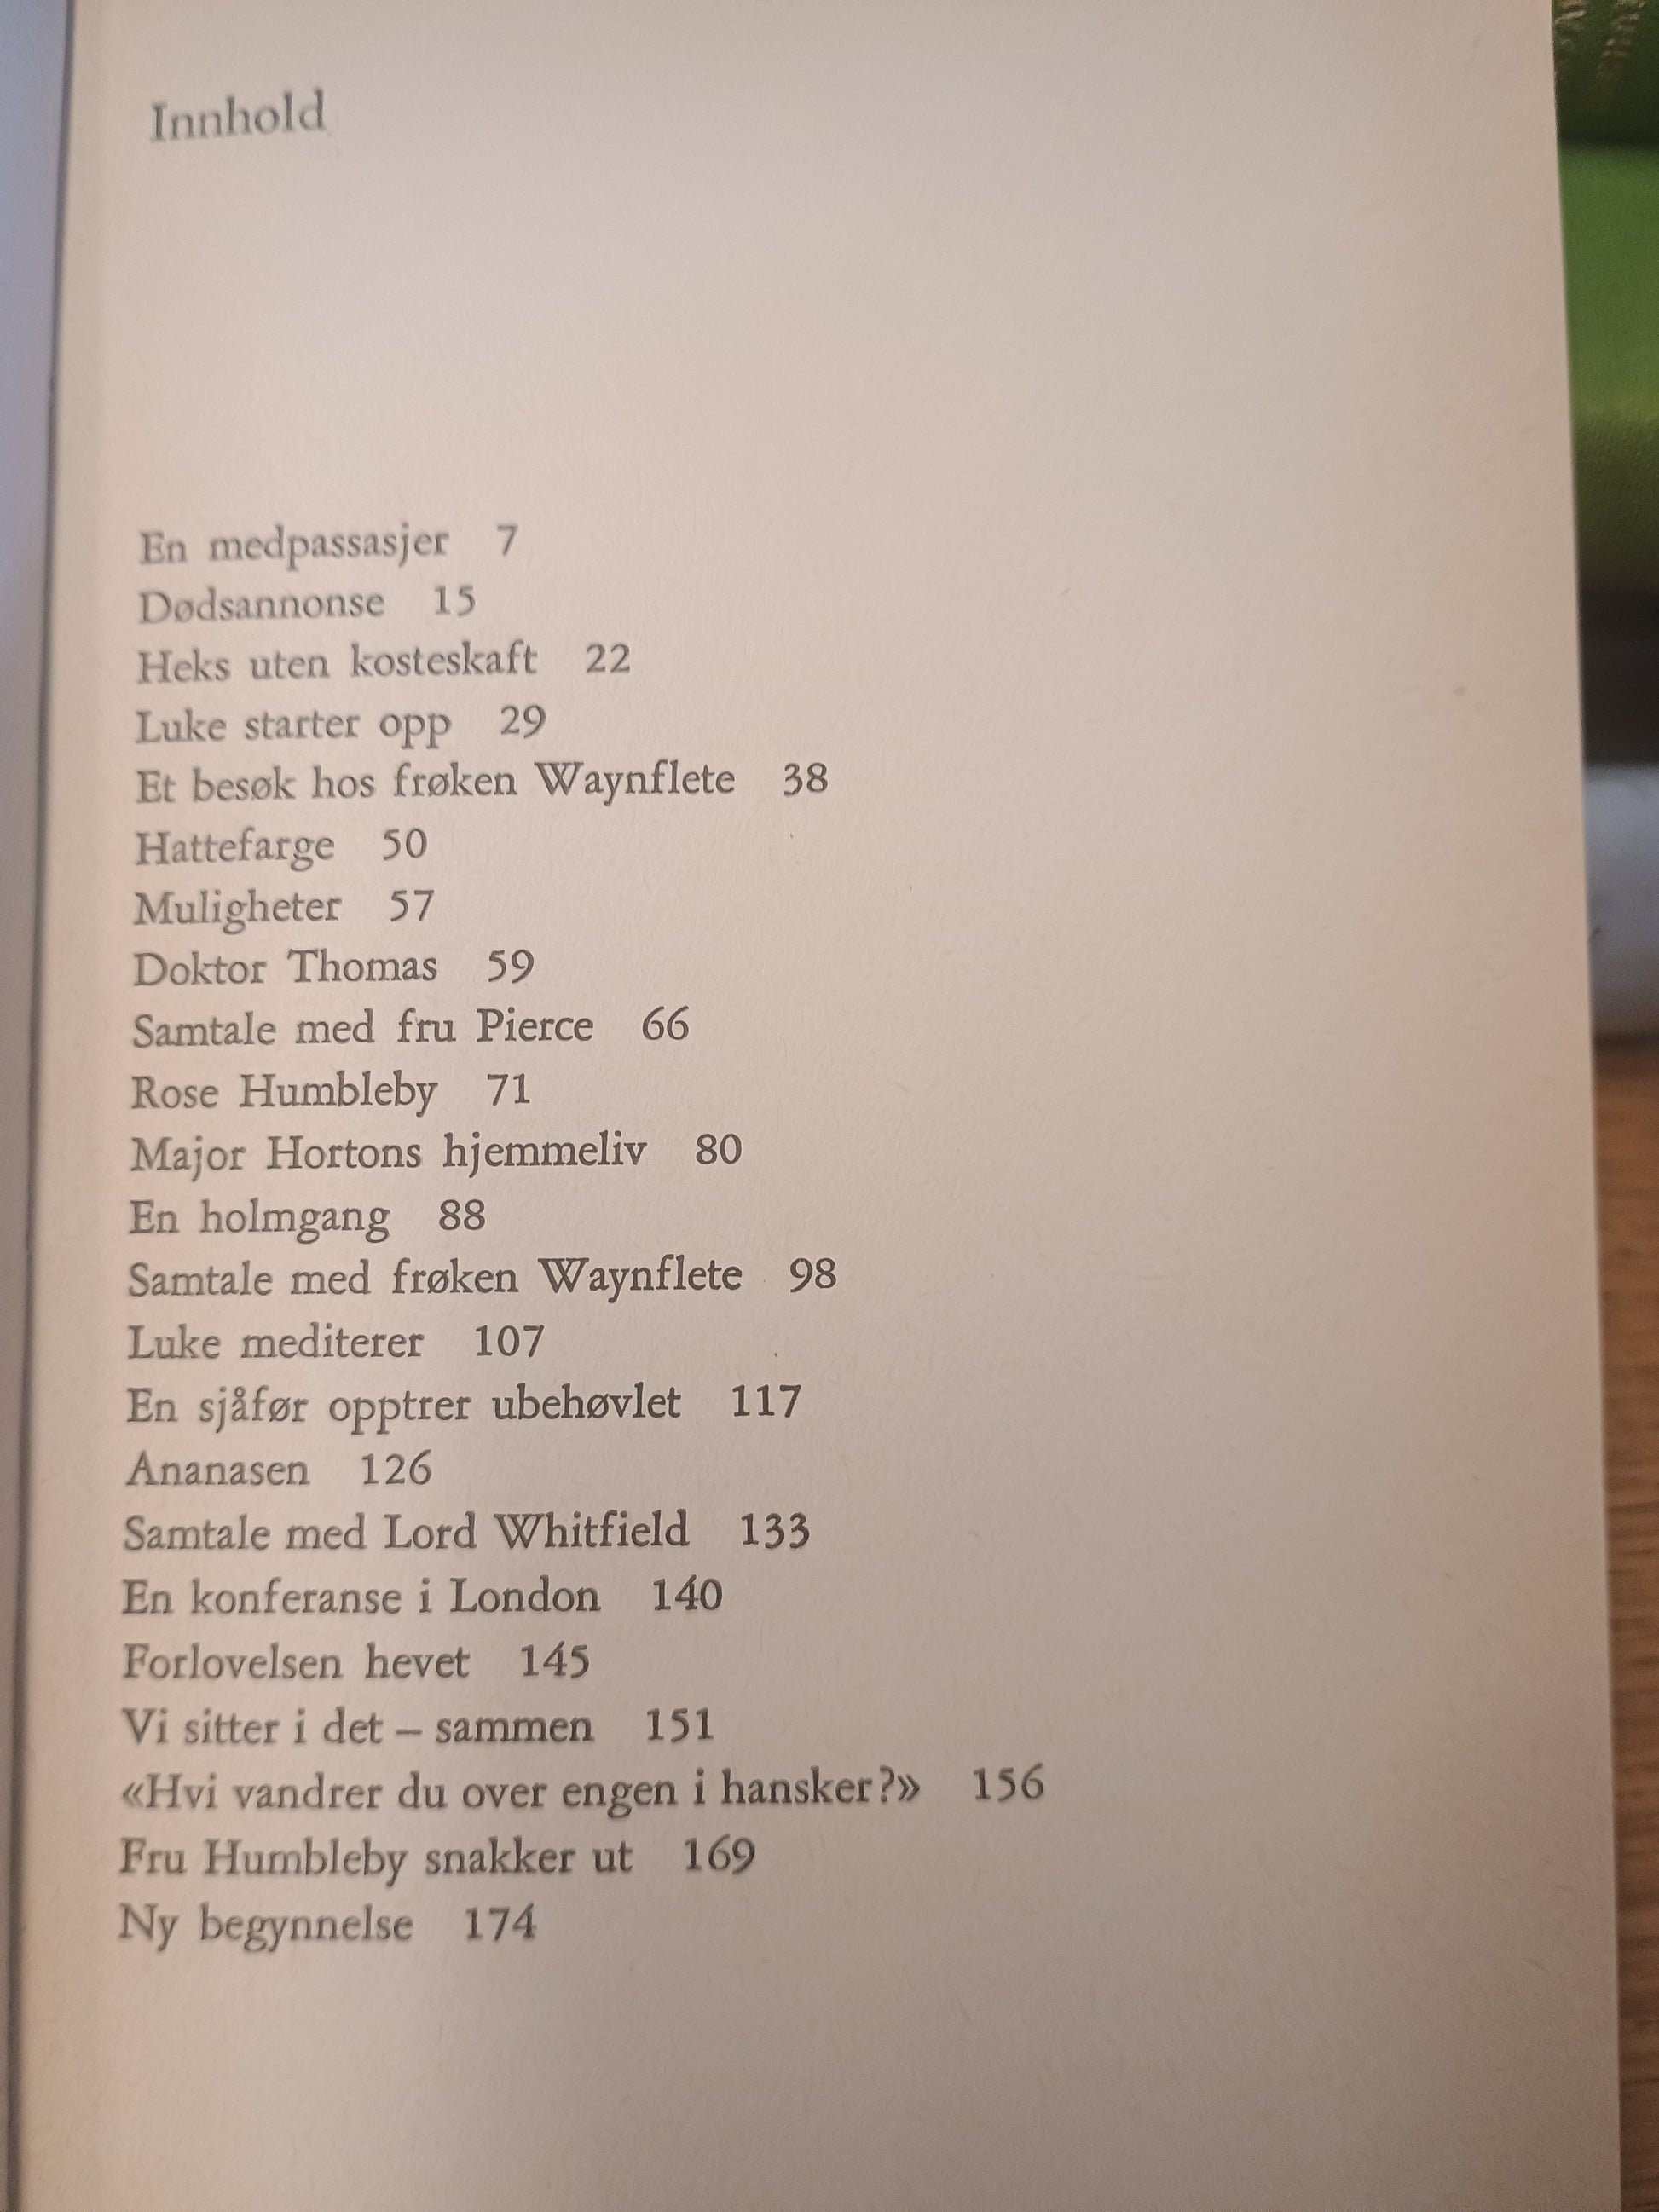 Innhold
En medpassasjer 7
Dødsannonse 15
Heks uten kosteskaft 22
Luke starter opp 29
Et besøk hos frøken Waynflete 38
Hattefarge 50
Muligheter 57
Doktor Thomas 59
Samtale med fru Pierce 66
Rose Humbleby 71
Major Hortons hjemmeliv 80
En holmgang 88
Samtale med frøken Waynflete 98
Luke mediterer 107
En sjåfør opptrer ubehøvlet 117
Ananasen 126
Samtale med Lord Whitfield 133
En konferanse i London 140
Forlovelsen hevet 145
Vi sitter i det – sammen 151
«Hvi vandrer du over engen i hansker?» 156
Fru Humbleby snakker ut 169
Ny begynnelse 174